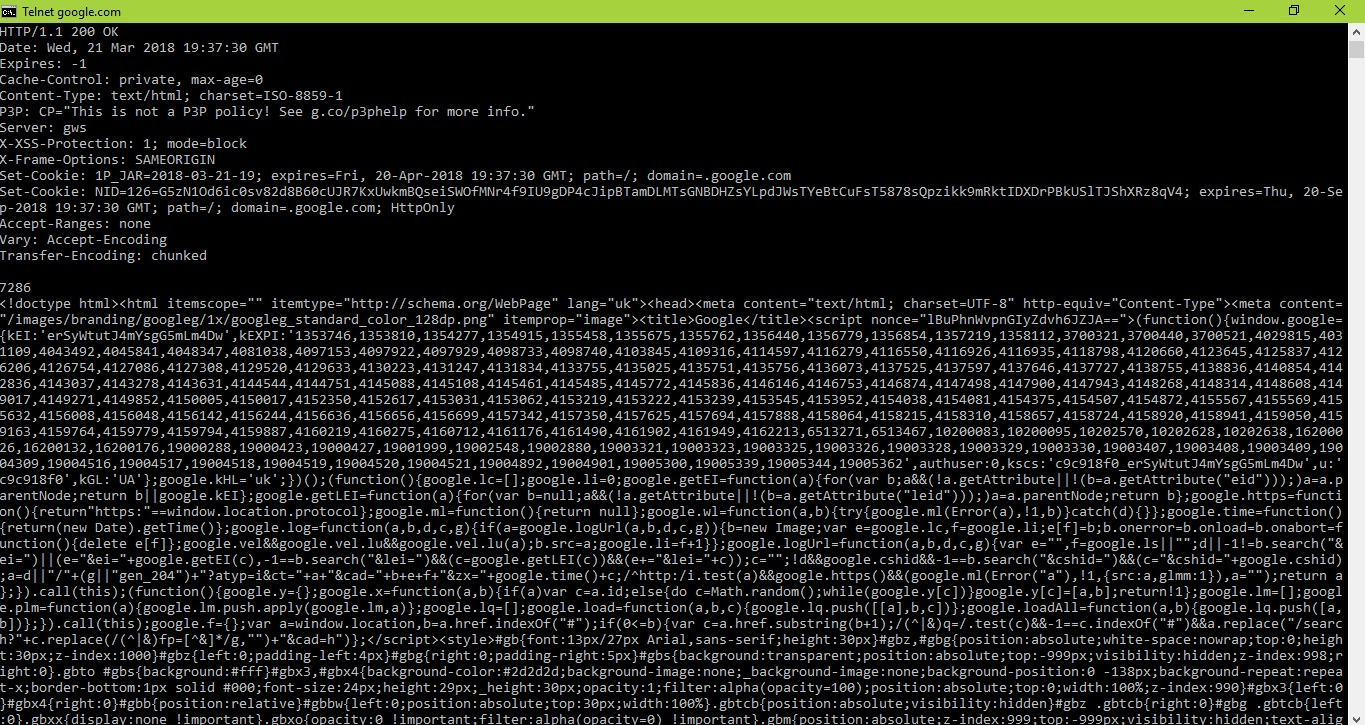 Telnet google.com
HTTP/1.1 200 OK
Date: Wed, 21 Mar 2018 19:37:30 GMT
Expires: -1
Cache-Control: private, max-age=0
Content-Type: text/html; charset=ISO-8859-1
P3P: CP="This is not a P3P policy! See g.co/p3phelp for more info."
Server: gws
X-XSS-Protection: 1; mode=block
X-Frame-Options: SAMEORIGIN
Set-Cookie: 1P_JAR=2018-03-21-19; expires=Fri, 20-Apr-2018 19:37:30 GMT; path=/; domain=.google.com
Set-Cookie: NID=126=G5zN1Od6ic0sv82d8B60cUJR7KxUwkmBQseiSWOfMNr4f9IU9gDP4cJipBTamDLMTsGNBDHZsYLpdJWsTYeBtCuFsT5878sQpzikk9mRktIDXDrPBkUSlTJShXRz8qV4; expires=Thu, 20-Se
p-2018 19:37:30 GMT; path=/; domain=.google.com; HttpOnly
Accept-Ranges: none
Vary: Accept-Encoding
Transfer-Encoding: chunked
7286
<!doctype html><html itemscope="" itemtype="http://schema.org/WebPage" lang="uk"><head><meta content="text/html; charset=UTF-8" http-equiv="Content-Type"><meta content=
"/images/branding/googleg/1x/googleg_standard_color_128dp.png" itemprop="image"><title>Google</title><script nonce="lBuPhnWvpnGIyZdvh6JZJA==">(function(){window.google=
{kEI:'erSyWtutJ4mYsgG5mLm4Dw',kEXPI:'1353746,1353810,1354277,1354915,1355458,1355675,1355762,1356440,1356779,1356854,1357219,1358112,3700321,3700440,3700521,4029815,403
1109,4043492,4045841,4048347,4081038,4097153,4097922,4097929,4098733,4098740,4103845,4109316,4114597,4116279,4116550,4116926,4116935,4118798,4120660,4123645,4125837,412
6206,4126754,4127086,4127308,4129520,4129633,4130223,4131247,4131834,4133755,4135025,4135751,4135756,4136073,4137525,4137597,4137646,4137727,4138755,4138836,4140854,414
2836,4143037,4143278,4143631,4144544,4144751,4145088,4145108,4145461,4145485,4145772,4145836,4146146,4146753,4146874,4147498,4147900,4147943,4148268,4148314,4148608,414
9017,4149271,4149852,4150005,4150017,4152350,4152617,4153031,4153062,4153219,4153222,4153239,4153545,4153952,4154038,4154081,4154375,4154507,4154872,4155567,4155569,415
5632,4156008,4156048,4156142,4156244,4156636,4156656,4156699,4157342,4157350,4157625,4157694,4157888,4158064,4158215,4158310,4158657,4158724,4158920,4158941,4159050,415
9163,4159764,4159779,4159794,4159887,4160219,4160275,4160712,4161176,4161490,4161902,4161949,4162213,6513271,6513467,10200083,10200095,10202570,10202628,10202638,162000
26,16200132,16200176,19000288,19000423,19000427,19001999,19002548,19002880,19003321,19003323,19003325,19003326,19003328,19003329,19003330,19003407,19003408,19003409,190
04309,19004516,19004517,19004518,19004519,19004520,19004521,19004892,19004901,19005300,19005339,19005344,19005362',authuser:0,kscs:'c9c918f0_erSyWtutJ4mYsgG5mLm4Dw',u:'
c9c918f0',kGL:'UA'};google.kHL='uk';})();(function(){google.lc=[];google.li=0;google.getEI=function(a){for(var b;a&&(!a.getAttribute||!(b=a.getAttribute("eid")));)a=a.p
arentNode;return b||google.kEI};google.getLEI=function(a){for(var b=null;a&&(!a.getAttribute||!(b=a.getAttribute("leid")));)a=a.parentNode;return b};google.https=functi
on(){return"https:"==window.location.protocol};google.ml=function(){return null};google.wl=function(a,b){try{google.ml(Error(a),!1,b)}catch(d){}};google.time=function()
{return(new Date).getTime()};google.log=function(a,b,d,c,g){if(a=google.logUrl(a,b,d,c,g)){b=new Image;var e=google.lc,f=google.li;e[f]=b;b.onerror=b.onload=b.onabort=f
unction(){delete e[f]};google.vel&&google.vel.lu&&google.vel.lu(a);b.src=a;google.li=f+1}};google.logUrl=function(a,b,d,c,g){var e="",f=google.ls||"";d||-1!=b.search("&
ei=")||(e="&ei="+google.getEI(c),-1==b.search("&lei=")&&(c=google.getLEI(c))&&(e+="&lei="+c));c="";!d&&google.cshid&&-1==b.search("&cshid=")&&(c="&cshid="+google.cshid)
;a=d||"/"+(g||"gen_204")+"?atyp=i&ct="+a+"&cad="+b+e+f+"&zx="+google.time()+c;/^http:/i.test(a)&&google.https()&&(google.ml(Error("a"),!1,{src:a,glmm:1}),a="");return a
};}).call(this);(function(){google.y={};google.x=function(a,b){if(a)var c=a.id;else{do c=Math.random();while(google.y[c])}google.y[c]=[a,b];return!1};google.lm=[];googl
e.plm=function(a){google.lm.push.apply(google.lm,a)};google.lq=[];google.load=function(a,b,c){google.lq.push([[a],b,c])};google.loadAll=function(a,b){google.lq.push([a,
b])};}).call(this);google.f={};var a=window.location,b=a.href.indexOf("#");if(0<=b){var c=a.href.substring(b+1);/(^|&)q=/.test(c)&&-1==c.indexOf("#")&&a.replace("/searc
h?"+c.replace(/(^|&)fp=[^&]*/g,"")+"&cad=h")};</script><style>#gb{font:13px/27px Arial,sans-serif;height:30px}#gbz,#gbg{position:absolute;white-space:nowrap;top:0;heigh
t:30px;z-index:1000}#gbz{left:0;padding-left:4px}#gbg{right:0;padding-right:5px}#gbs{background:transparent;position:absolute;top:-999px;visibility:hidden;z-index:998;r
ight:0}.gbto #gbs{background:#fff}#gbx3,#gbx4{background-color:#2d2d2d;background-image:none;_background-image:none;background-position:0 -138px;background-repeat:repea
t-x;border-bottom:1px solid #000;font-size:24px;height:29px;_height:30px;opacity:1;filter:alpha(opacity=100);position:absolute;top:0;width:100%;z-index:990}#gbx3{left:0
}#gbx4{right:0}#gbb{position:relative}#gbbw{left:0;position:absolute;top:30px;width:100%}.gbtcb{position:absolute;visibility:hidden}#gbz .gbtcb{right:0}#gbg .gbtcb{left
:0}.gbxx{display:none !important}.gbxo{opacity:0 !important;filter:alpha(opacity=0) !important}.gbm{position:absolute;z-index:999;top:-999px;visibility:hidden;text-alig